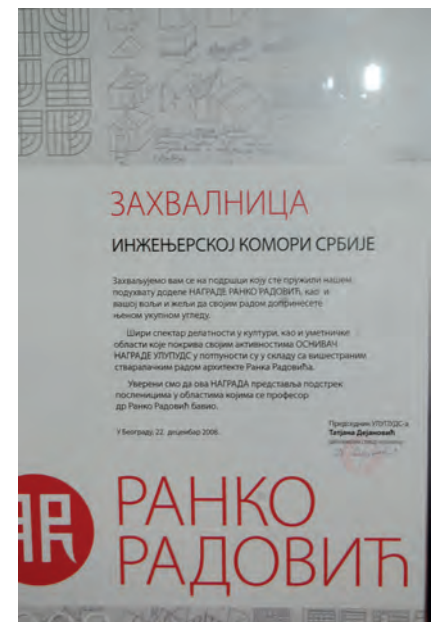 ЗАХВАЛНИЦА
ИНЖЕЊЕРСКОЈ КОМОРИ СРБИЈЕ
Захваљујемо вам се на подршци коју сте пружили нашем
подухвату доделе НАГРАДЕ РАНКО РАДОВИЋ, као и
вашој вољи и жељи да својим радом допринесете
њеном укупном угледу.
Шири спектар делатности у култури, као и уметничке
области које покрива својим активностима ОСНИВАЧ
НАГРАДЕ УЛУПУДС у потпуности су у складу са вишестраним
стваралачким радом архитекте Ранка Радовића.
Уверени смо да ова НАГРАДА представља подстрек
посленицима у областима којима се професор
др Ранко Радовић бавио.
У Београду, 22. децембар 2006.
Председник УЛУПУДС-а
Татјана Дејановић
РАНКО
РАДОВИЋ